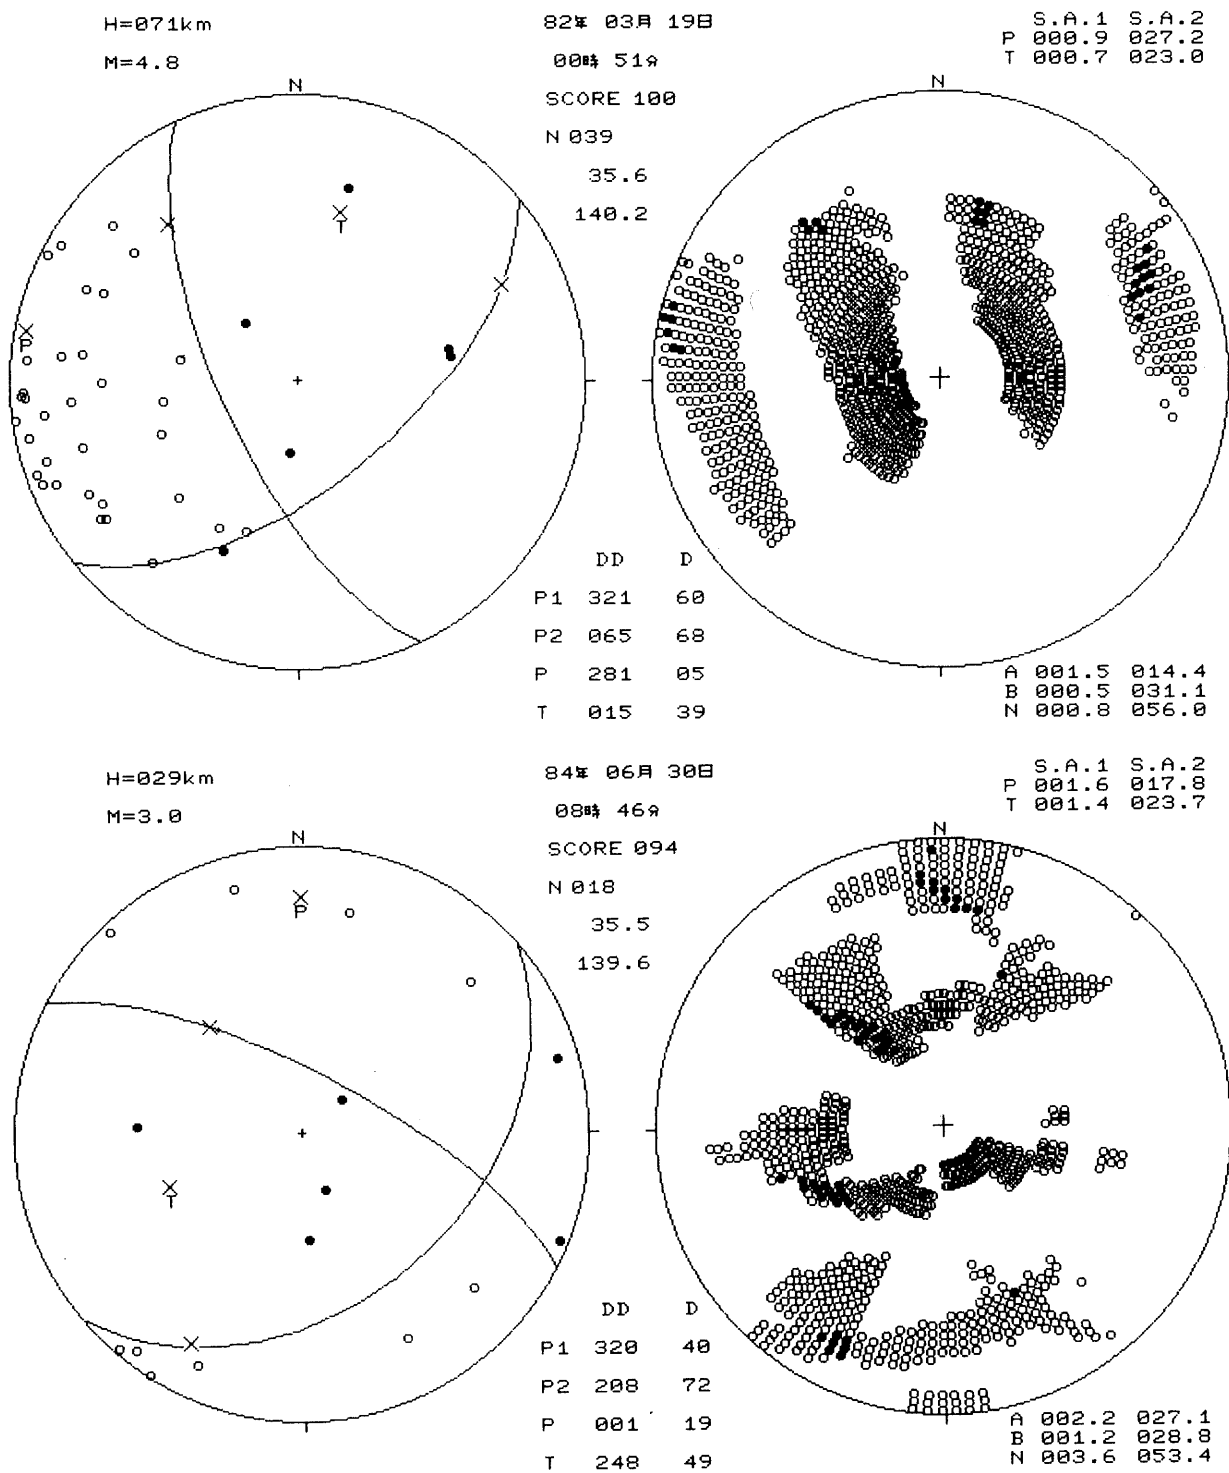 H=071km
M=4.8
82年 03月 19日
00時 51分
SCORE 100
N 039
35.6
140.2
S.A.1 S.A.2
P 000.9 027.2
T 000.7 023.0
N
T
P
N
DD D
P1 321 60
P2 065 68
P 281 05
T 015 39
A 001.5 014.4
B 000.5 031.1
N 000.8 056.0
H=029km
M=3.0
84年 06月 30日
08時 46分
SCORE 094
N 018
35.5
139.6
S.A.1 S.A.2
P 001.6 017.8
T 001.4 023.7
N
P
T
N
DD D
P1 320 40
P2 208 72
P 001 19
T 248 49
A 002.2 027.1
B 001.2 028.8
N 003.6 053.4